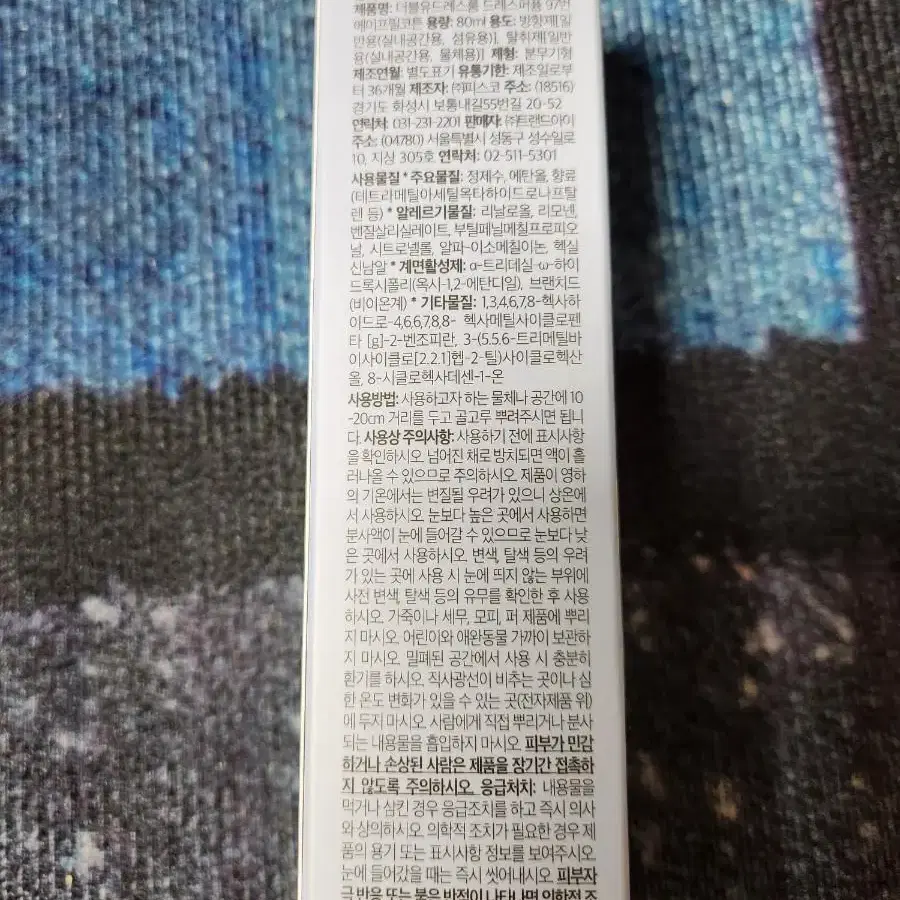 제품명: 더블유드레스룸 드레스퍼퓸 97번
에이프릴코튼 용량: 80ml 용도: 방향제[일
반용(실내공간용, 섬유용)], 탈취제[일반
용(실내공간용, 물체용)] 제형: 분무기형
제조연월: 별도표기 유통기한: 제조일로부
터 36개월 제조자: ㈜피스코 주소: (18516)
경기도 화성시 보통내길55번길 20-52
연락처: 031-231-2201 판매자: ㈜트랜드아이
주소: (04780) 서울특별시 성동구 성수일로
10, 지상 305호 연락처: 02-511-5301
사용물질 * 주요물질: 정제수, 에탄올, 향료
(테트라메틸아세틸옥타하이드로나프탈
렌 등) * 알레르기물질: 리날로올, 리모넨,
벤질살리실레이트, 부틸페닐메칠프로피오
날, 시트로넬롤, 알파-이소메칠이논, 헥실
신남알 * 계면활성제: α-트리데실-ω-하이
드록시폴리(옥시-1,2-에탄디일), 브랜치드
(비이온계) * 기타물질: 1,3,4,6,7,8-헥사하
이드로-4,6,6,7,8,8- 헥사메틸사이클로펜
타 [g]-2-벤조피란, 3-(5.5.6-트리메틸바
이사이클로[2.2.1]헵-2-틸)사이클로헥산
올, 8-시클로헥사데센-1-온
사용방법: 사용하고자 하는 물체나 공간에 10
-20cm 거리를 두고 골고루 뿌려주시면 됩니
다. 사용상 주의사항: 사용하기 전에 표시사항
을 확인하시오. 넘어진 채로 방치되면 액이 흘
러나올 수 있으므로 주의하시오. 제품이 영하
의 기온에서는 변질될 우려가 있으니 상온에
서 사용하시오. 눈보다 높은 곳에서 사용하면
분사액이 눈에 들어갈 수 있으므로 눈보다 낮
은 곳에서 사용하시오. 변색, 탈색 등의 우려
가 있는 곳에 사용 시 눈에 띄지 않는 부위에
사전 변색, 탈색 등의 유무를 확인한 후 사용
하시오. 가죽이나 세무, 모피, 퍼 제품에 뿌리
지 마시오. 어린이와 애완동물 가까이 보관하
지 마시오. 밀폐된 공간에서 사용 시 충분히
환기를 하시오. 직사광선이 비추는 곳이나 심
한 온도 변화가 있을 수 있는 곳(전자제품 위)
에 두지 마시오. 사람에게 직접 뿌리거나 분사
되는 내용물을 흡입하지 마시오. 피부가 민감
하거나 손상된 사람은 제품을 장기간 접촉하
지 않도록 주의하시오. 응급처치: 내용물을
먹거나 삼킨 경우 응급조치를 하고 즉시 의사
와 상의하시오. 의학적 조치가 필요한 경우 제
품의 용기 또는 표시사항 정보를 보여주시오.
눈에 들어갔을 때는 즉시 씻어내시오. 피부자
극 반응 또는 붉은 반점이 나타나면 의학적 조